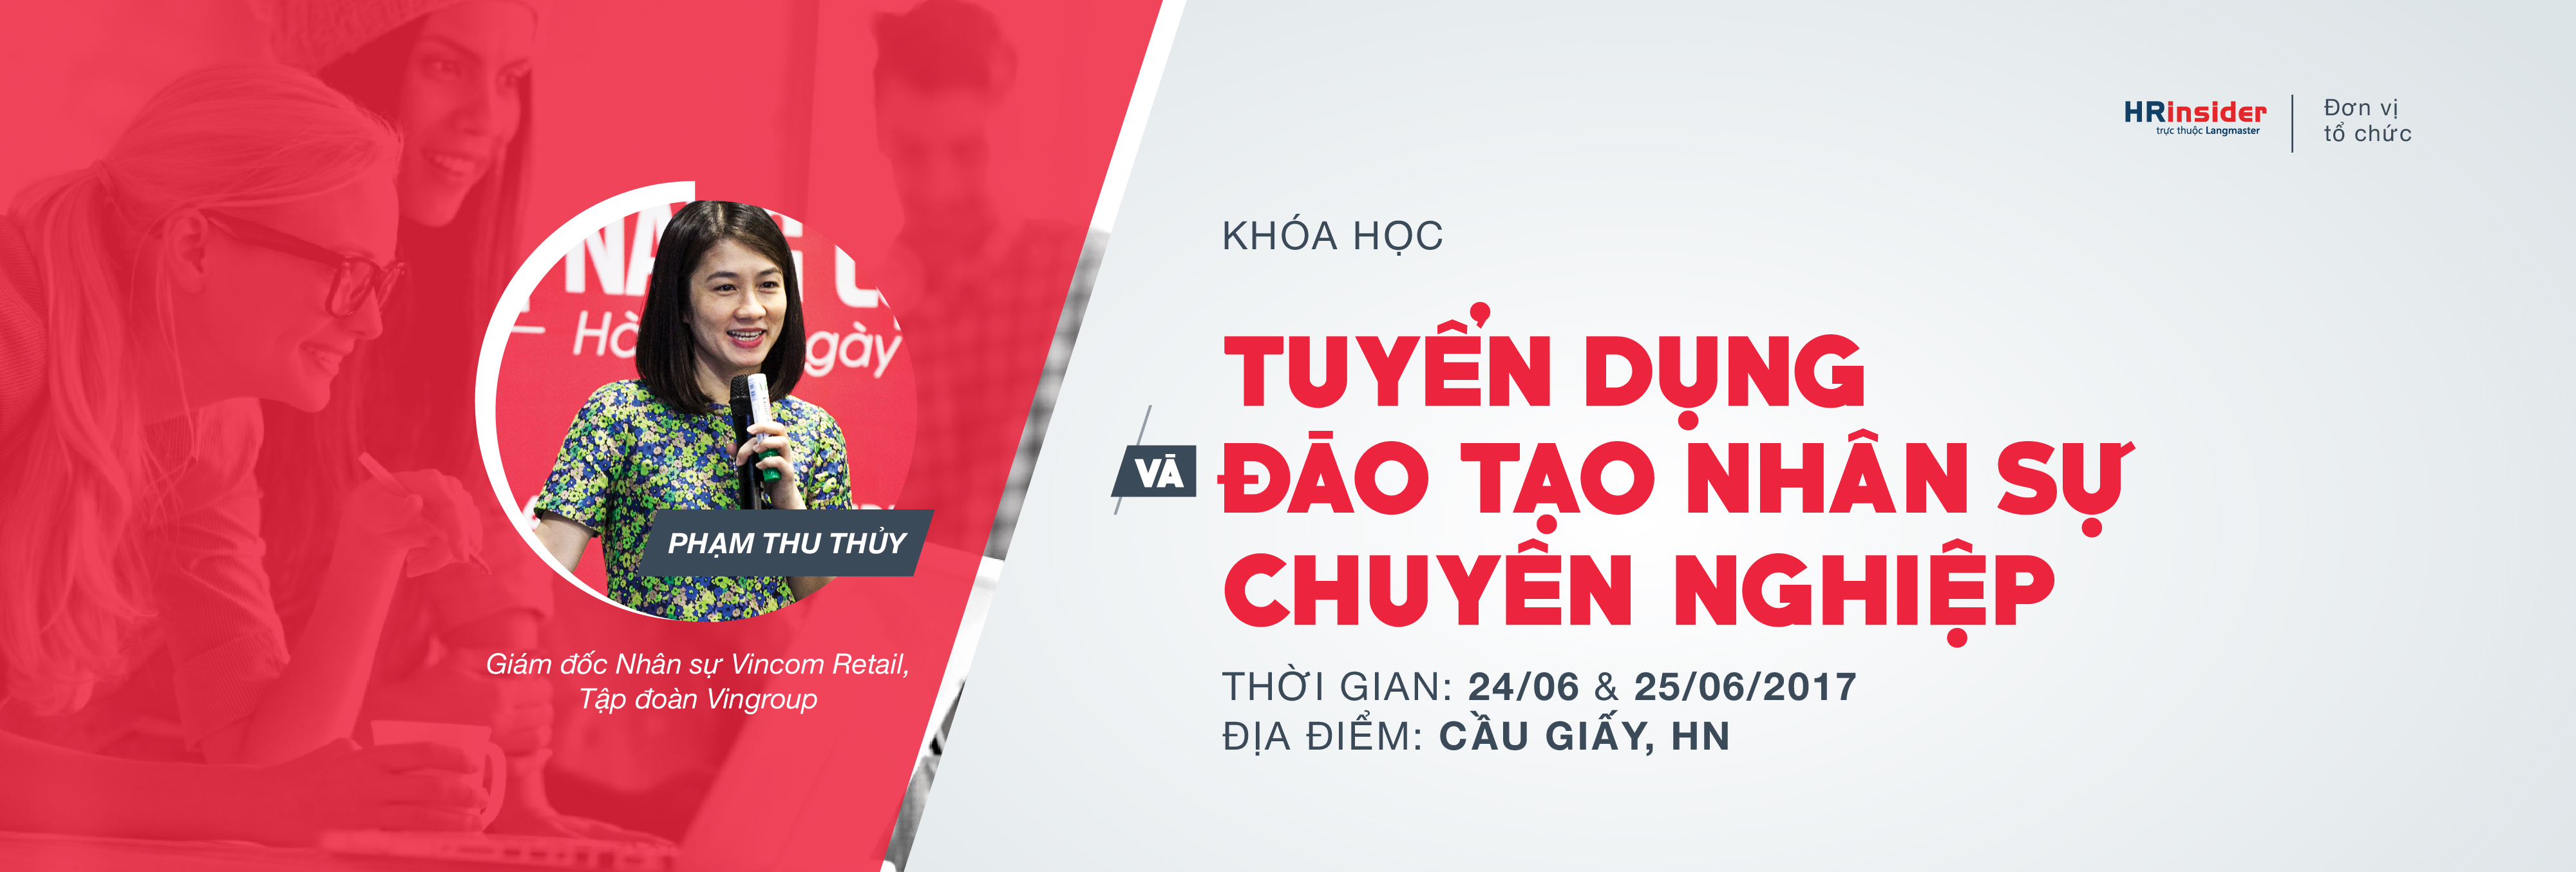 HRinsider
trực thuộc Langmaster
Đơn vị
tổ chức
KHÓA HỌC
TUYỂN DỤNG
VÀ
ĐÀO TẠO NHÂN SỰ
CHUYÊN NGHIỆP
THỜI GIAN: 24/06 & 25/06/2017
ĐỊA ĐIỂM: CẦU GIẤY, HN
gày
PHẠM THU THỦY
Giám đốc Nhân sự Vincom Retail,
Tập đoàn Vingroup